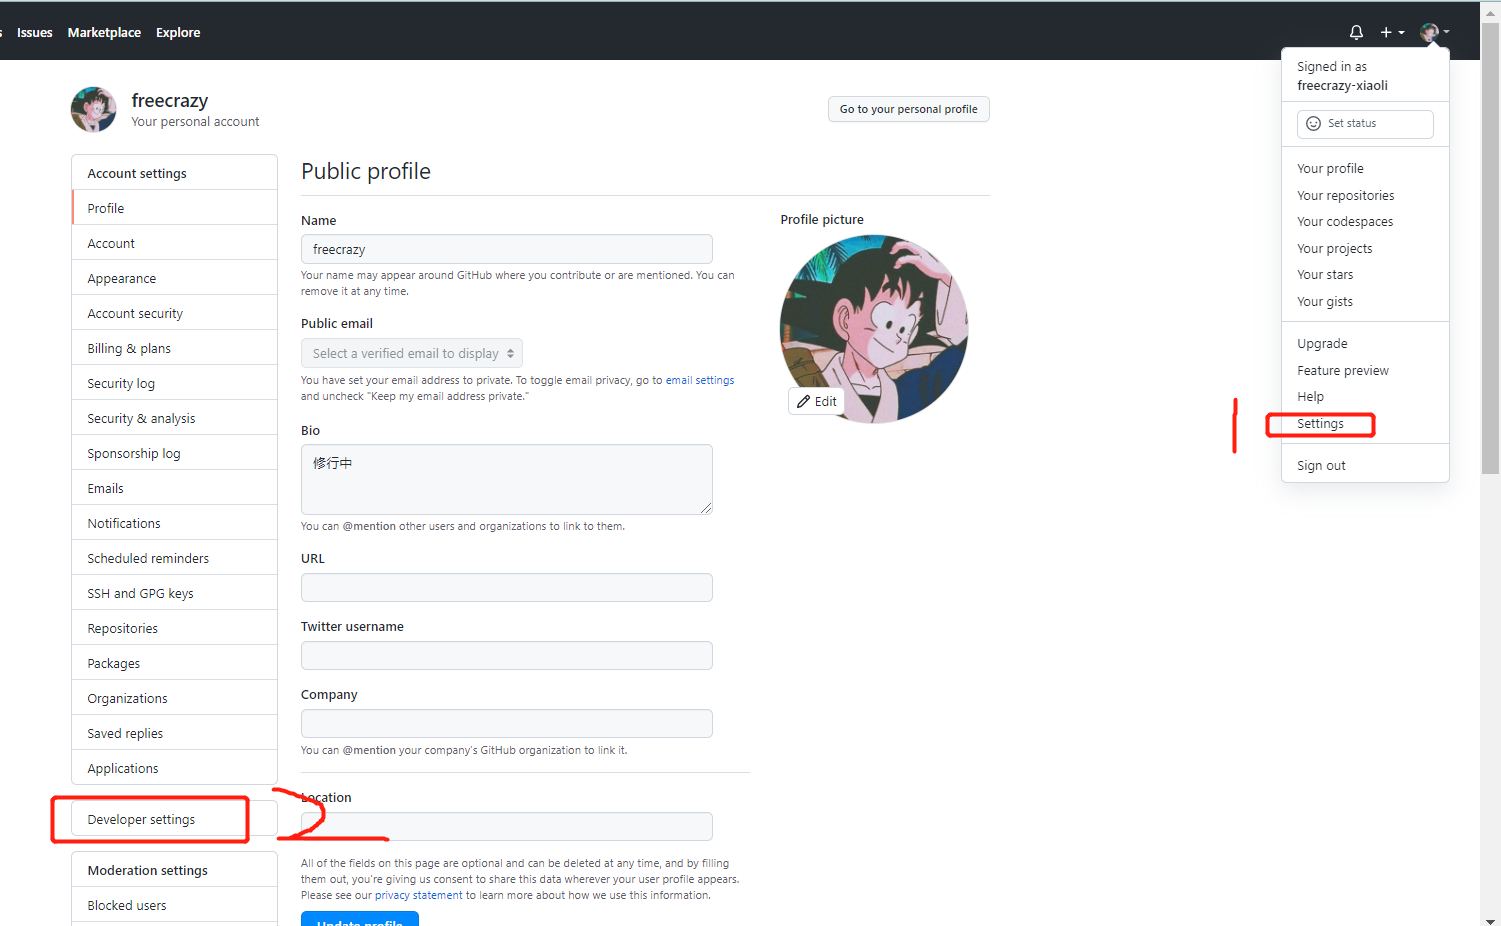 Issues Marketplace Explore
Signed in as
freecrazy-xiaoli
Set status
Your profile
Your repositories
Your codespaces
Your projects
Your stars
Your gists
Upgrade
Feature preview
Help
Settings
Sign out
freecrazy
Your personal account
Go to your personal profile
Account settings
Profile
Account
Appearance
Account security
Billing & plans
Security log
Security & analysis
Sponsorship log
Emails
Notifications
Scheduled reminders
SSH and GPG keys
Repositories
Packages
Organizations
Saved replies
Applications
Developer settings
Moderation settings
Blocked users
Public profile
Name
freecrazy
Your name may appear around GitHub where you contribute or are mentioned. You can
remove it at any time.
Public email
Select a verified email to display
You have set your email address to private. To toggle email privacy, go to email settings
and uncheck "Keep my email address private."
Bio
修行中
You can @mention other users and organizations to link to them.
URL
Twitter username
Company
You can @mention your company's GitHub organization to link it.
Location
All of the fields on this page are optional and can be deleted at any time, and by filling
them out, you're giving us consent to share this data wherever your user profile appears.
Please see our privacy statement to learn more about how we use this information.
Update profile
Profile picture
Edit
1
2